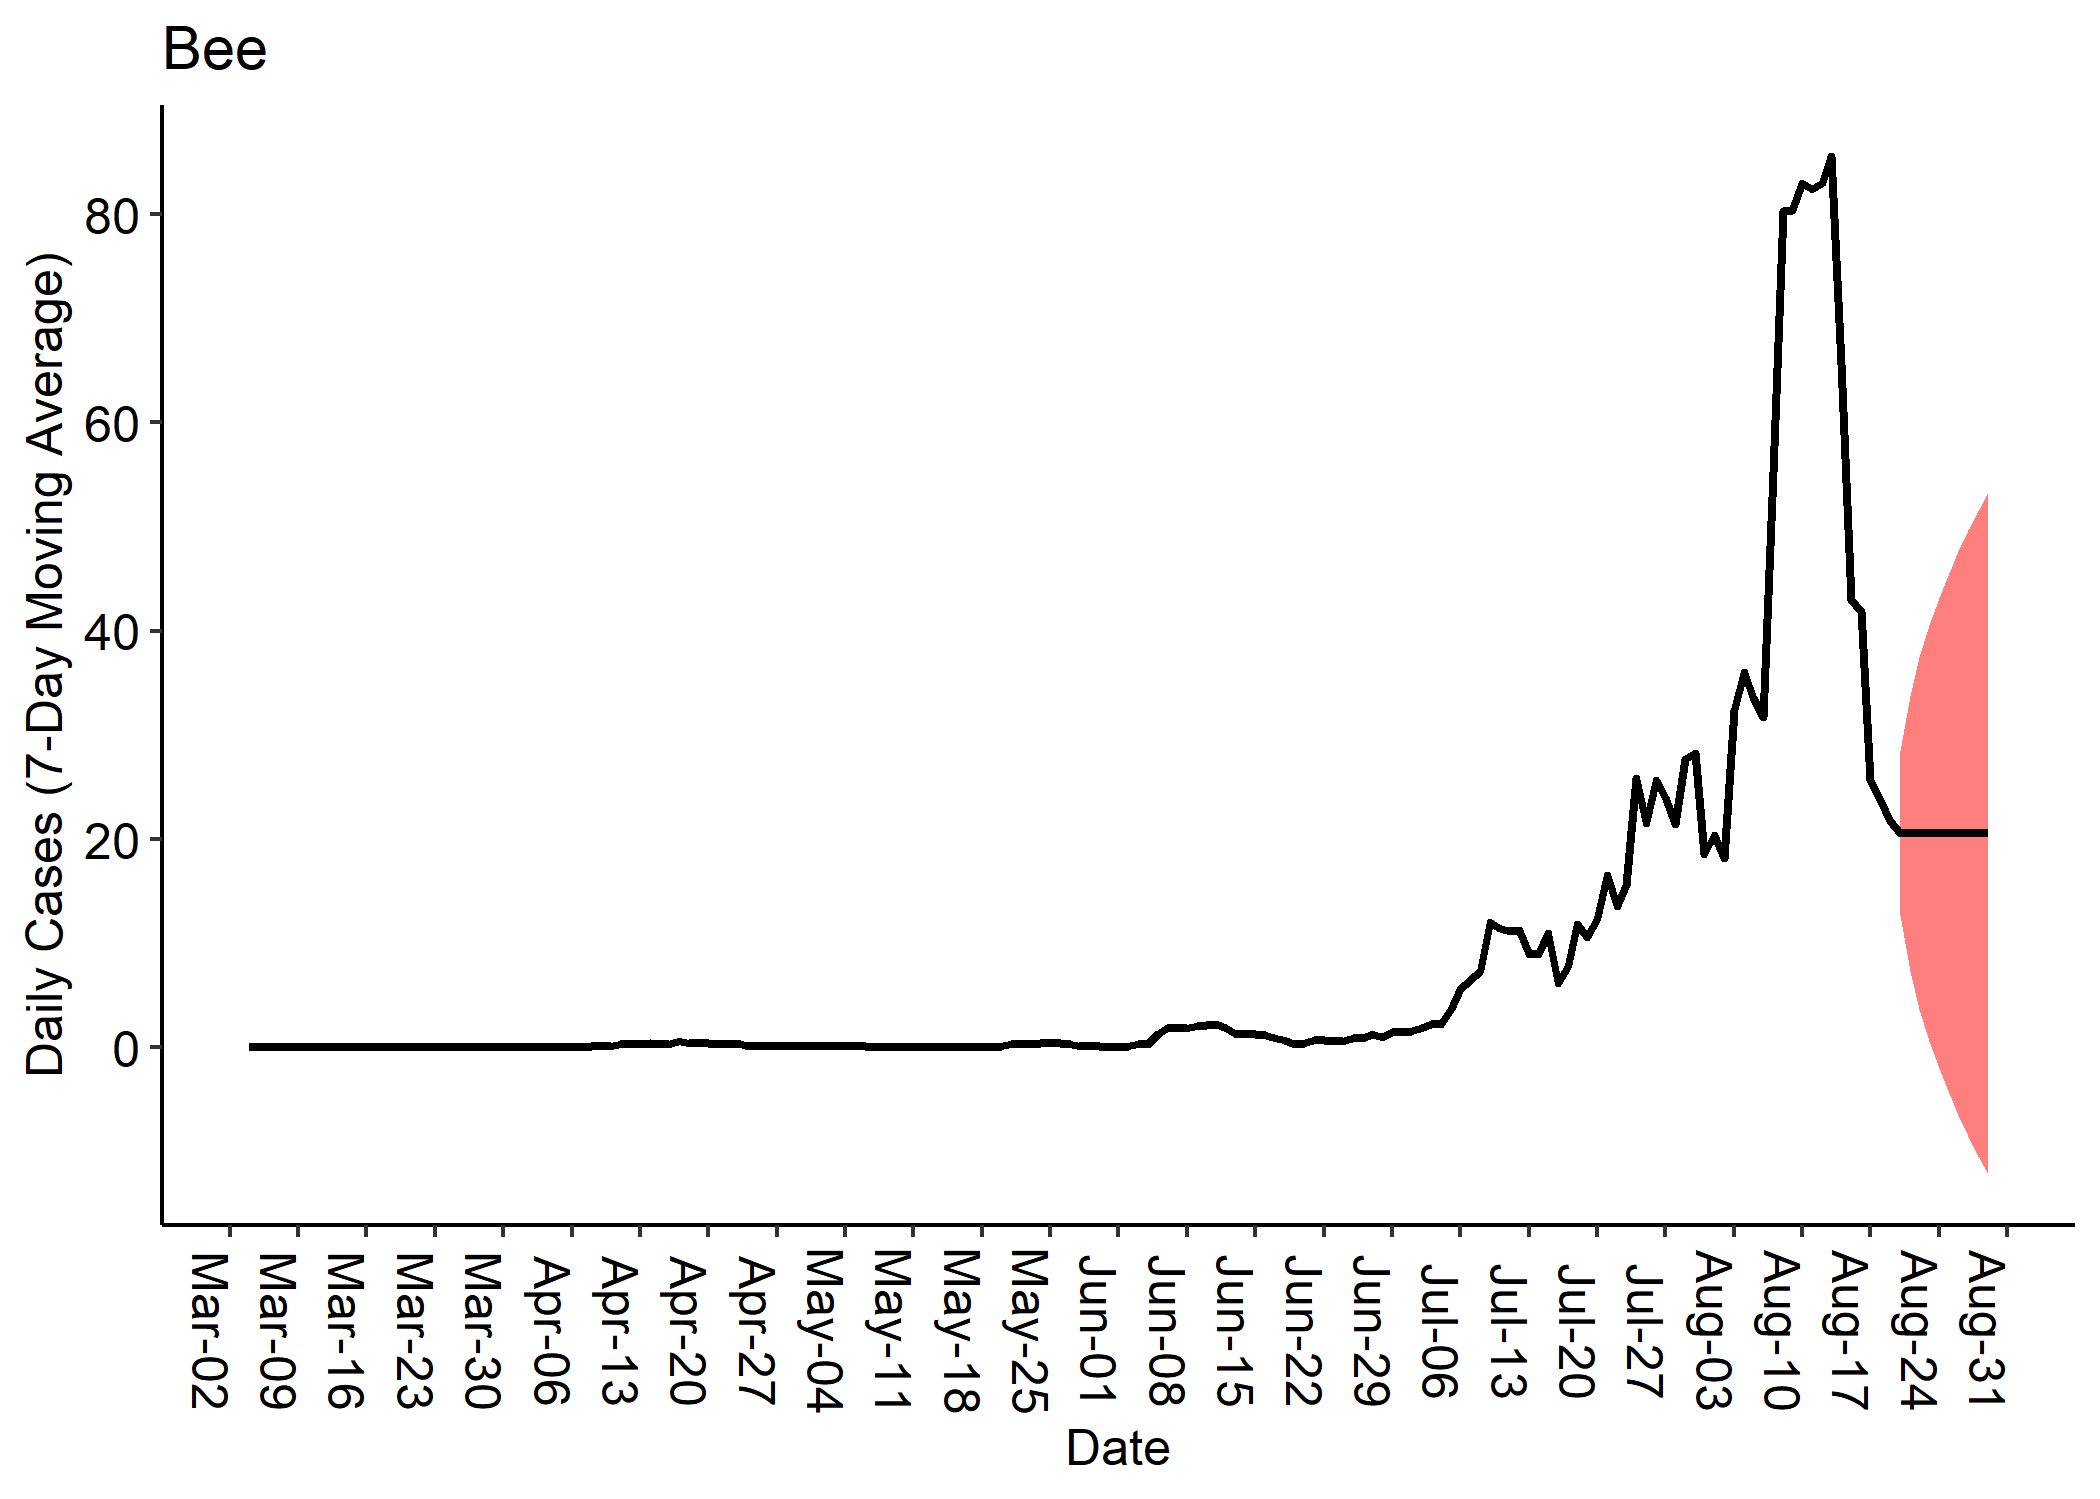 Bee
Daily Cases (7-Day Moving Average)
80
60
40
20
0
Mar-02
Mar-09
Mar-16
Mar-23
Mar-30
Apr-06
Apr-13
Apr-20
Apr-27
May-04
May-11
May-18
May-25
Jun-01
Jun-08
Jun-15
Jun-22
Jun-29
Jul-06
Jul-13
Jul-20
Jul-27
Aug-03
Aug-10
Aug-17
Aug-24
Aug-31
Date